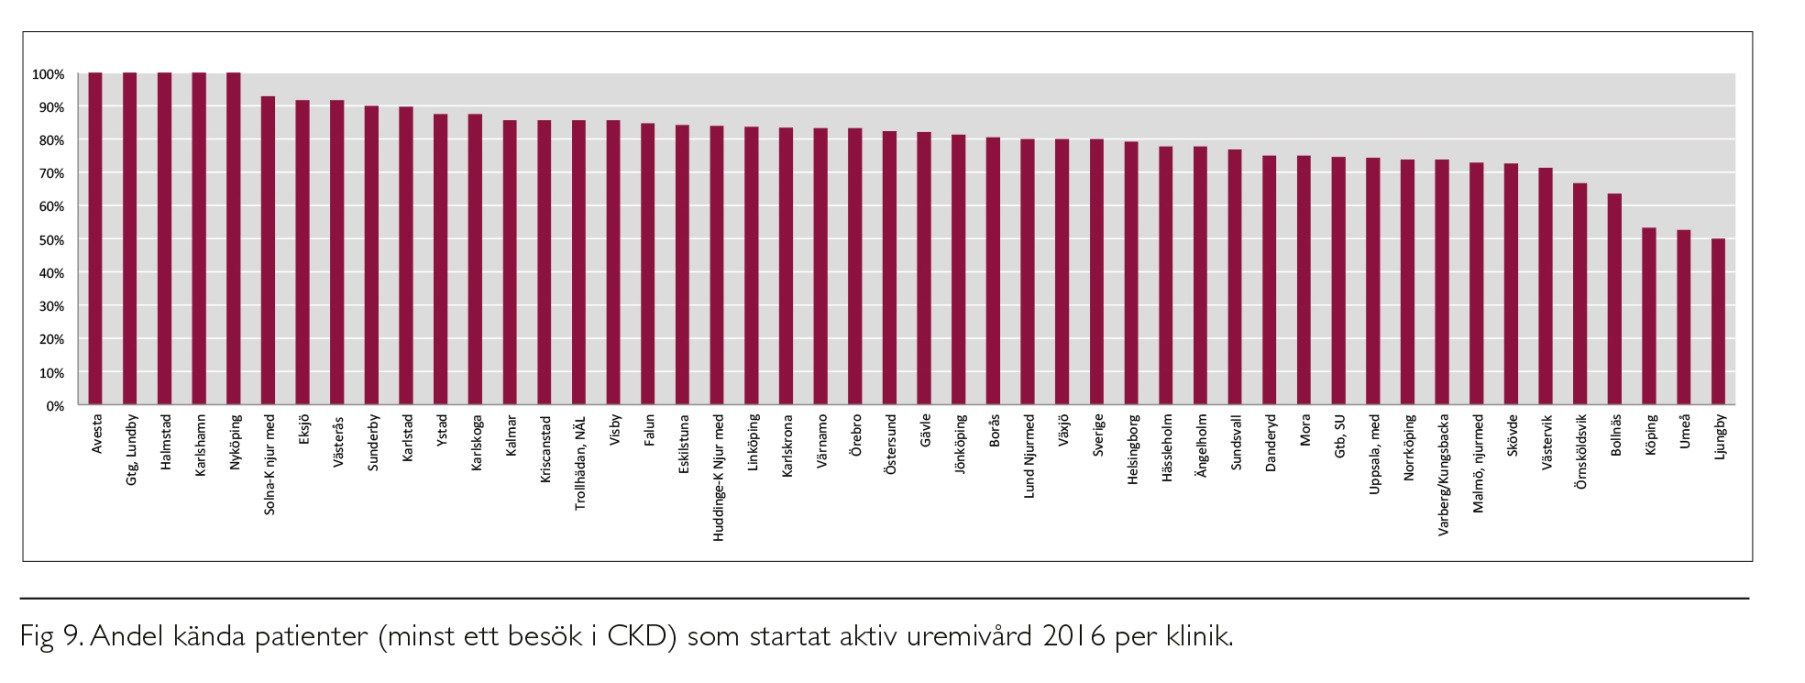 100%
90%
80%
70%
60%
50%
40%
30%
20%
10%
0%
Avesta
Gtg, Lundby
Halmstad
Karlshamn
Nyköping
Solna-K njur med
Eksjö
Västerås
Sunderby
Karlstad
Ystad
Karlskoga
Kalmar
Kriscanstad
Trollhädan, NÄL
Visby
Falun
Eskilstuna
Huddinge-K Njur med
Linköping
Karlskrona
Värnamo
Örebro
Östersund
Gävle
Jönköping
Borås
Lund Njurmed
Växjö
Sverige
Helsingborg
Hässleholm
Ängelholm
Sundsvall
Danderyd
Mora
Gtb, SU
Uppsala, med
Norrköping
Varberg/Kungsbacka
Malmö, njurmed
Skövde
Västervik
Örnsköldsvik
Bollnäs
Köping
Umeå
Ljungby
Fig 9. Andel kända patienter (minst ett besök i CKD) som startat aktiv uremivård 2016 per klinik.